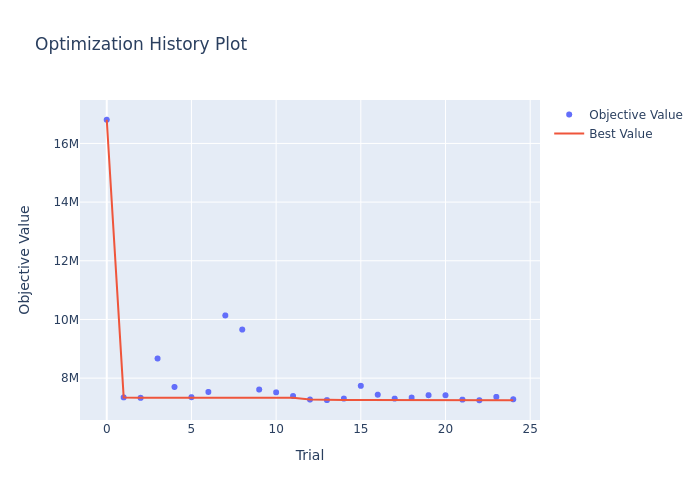 Optimization History Plot
Objective Value
Best Value
16M
14M
12M
10M
8M
Objective Value
0
5
10
15
20
25
Trial